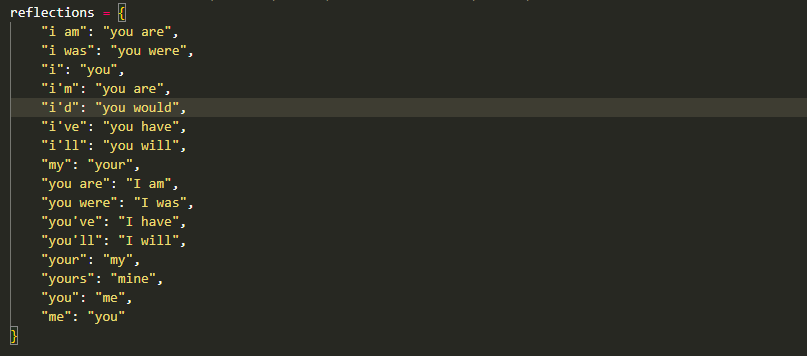 reflections = {
    "i am": "you are",
    "i was": "you were",
    "i": "you",
    "i'm": "you are",
    "i'd": "you would",
    "i've": "you have",
    "i'll": "you will",
    "my": "your",
    "you are": "I am",
    "you were": "I was",
    "you've": "I have",
    "you'll": "I will",
    "your": "my",
    "yours": "mine",
    "you": "me",
    "me": "you"
}